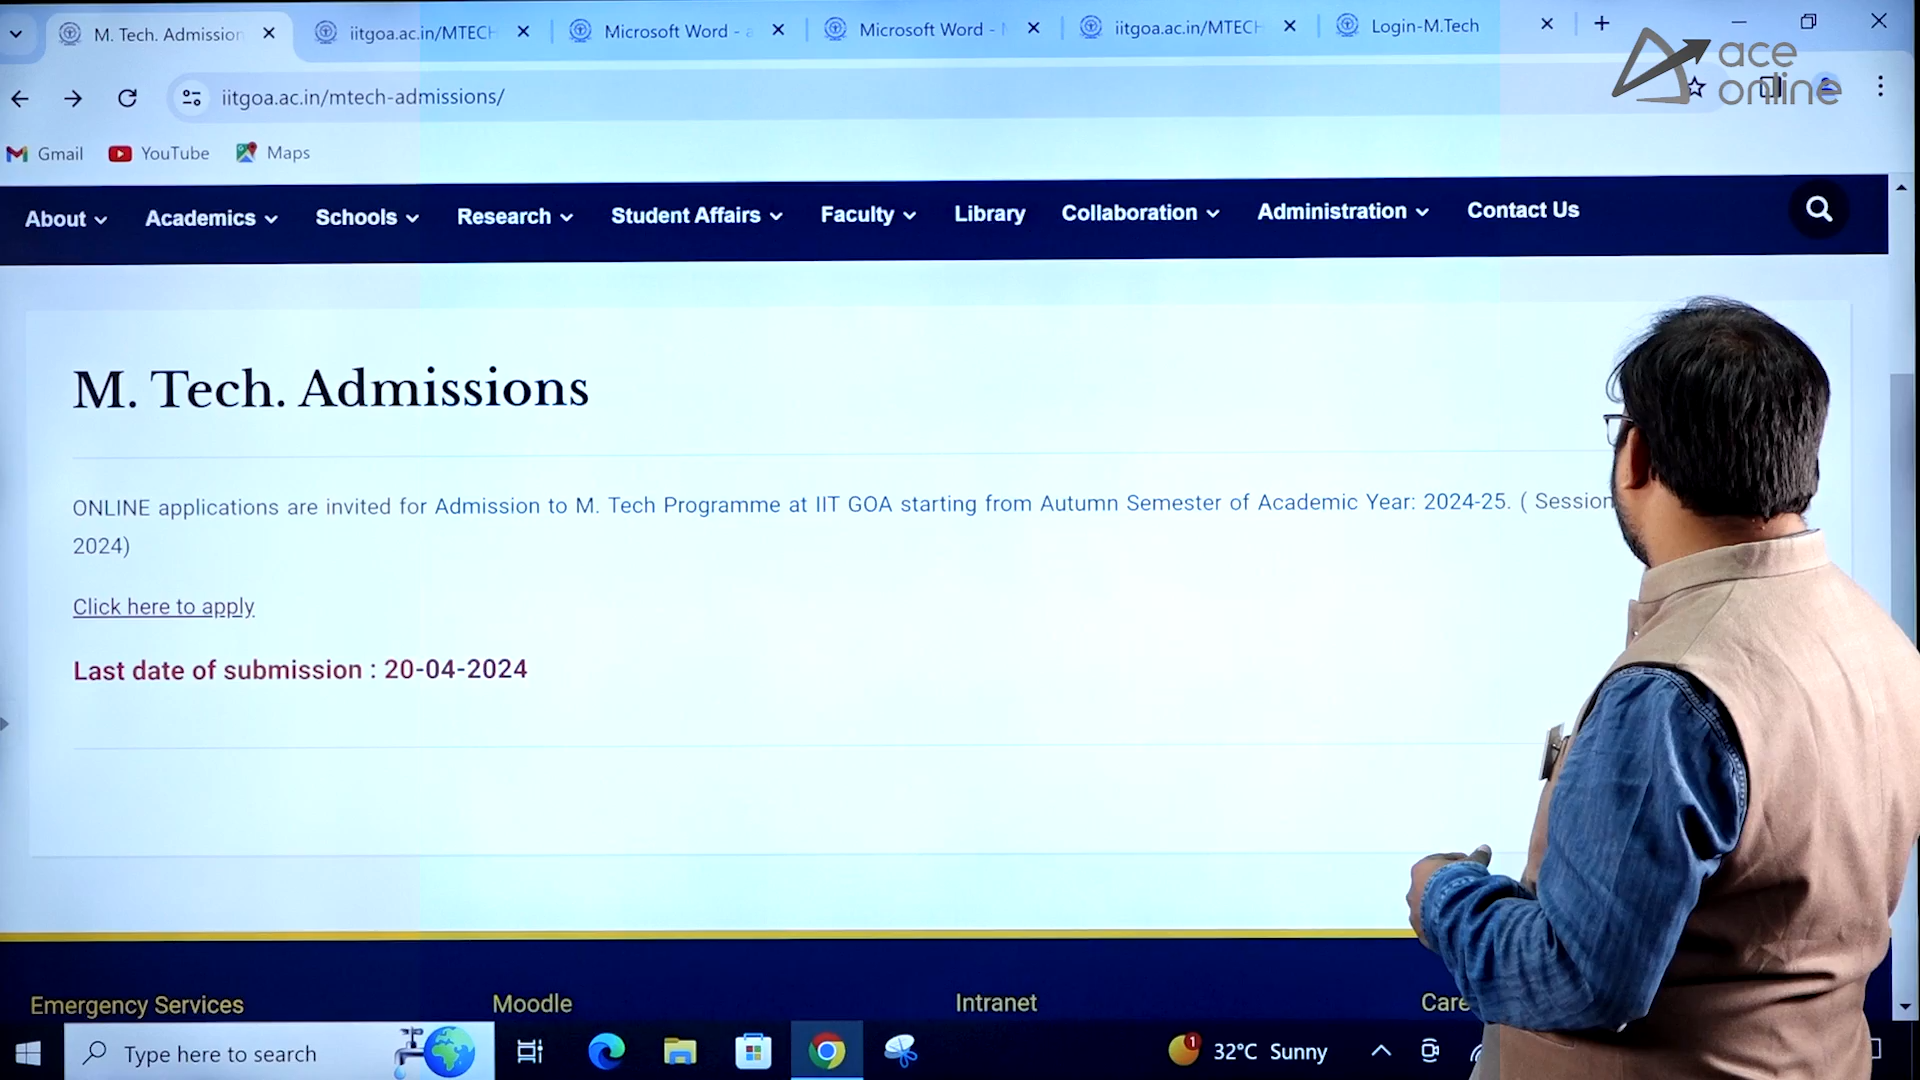 M. Tech. Admission
iitgoa.ac.in/MTECH
Microsoft Word -
Microsoft Word -
iitgoa.ac.in/MTECH
Login-M.Tech
ace
online
iitgoa.ac.in/mtech-admissions/
Gmail
YouTube
Maps
About
Academics
Schools
Research
Student Affairs
Faculty
Library
Collaboration
Administration
Contact Us
M. Tech. Admissions
ONLINE applications are invited for Admission to M. Tech Programme at IIT GOA starting from Autumn Semester of Academic Year: 2024-25. ( Session
2024)
Click here to apply
Last date of submission : 20-04-2024
Emergency Services
Moodle
Intranet
Type here to search
1
32°C Sunny